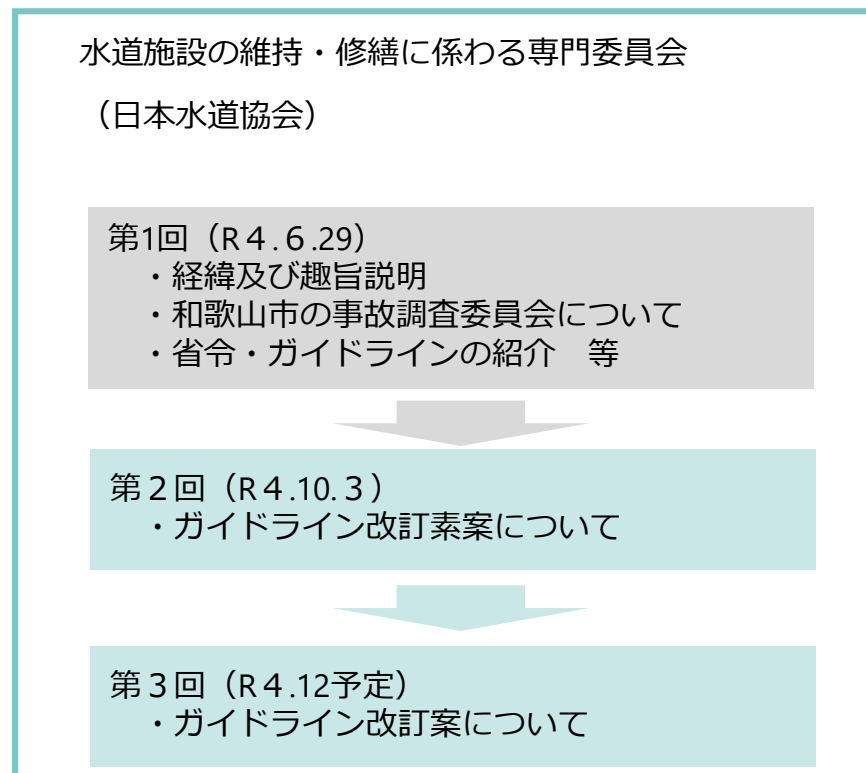 水道施設の維持・修繕に係わる専門委員会
（日本水道協会）
第1回（R４.６.29）
・経緯及び趣旨説明
・和歌山市の事故調査委員会について
・省令・ガイドラインの紹介　等
第２回（R４.10.３）
・ガイドライン改訂素案について
第３回（R４.12予定）
・ガイドライン改訂案について